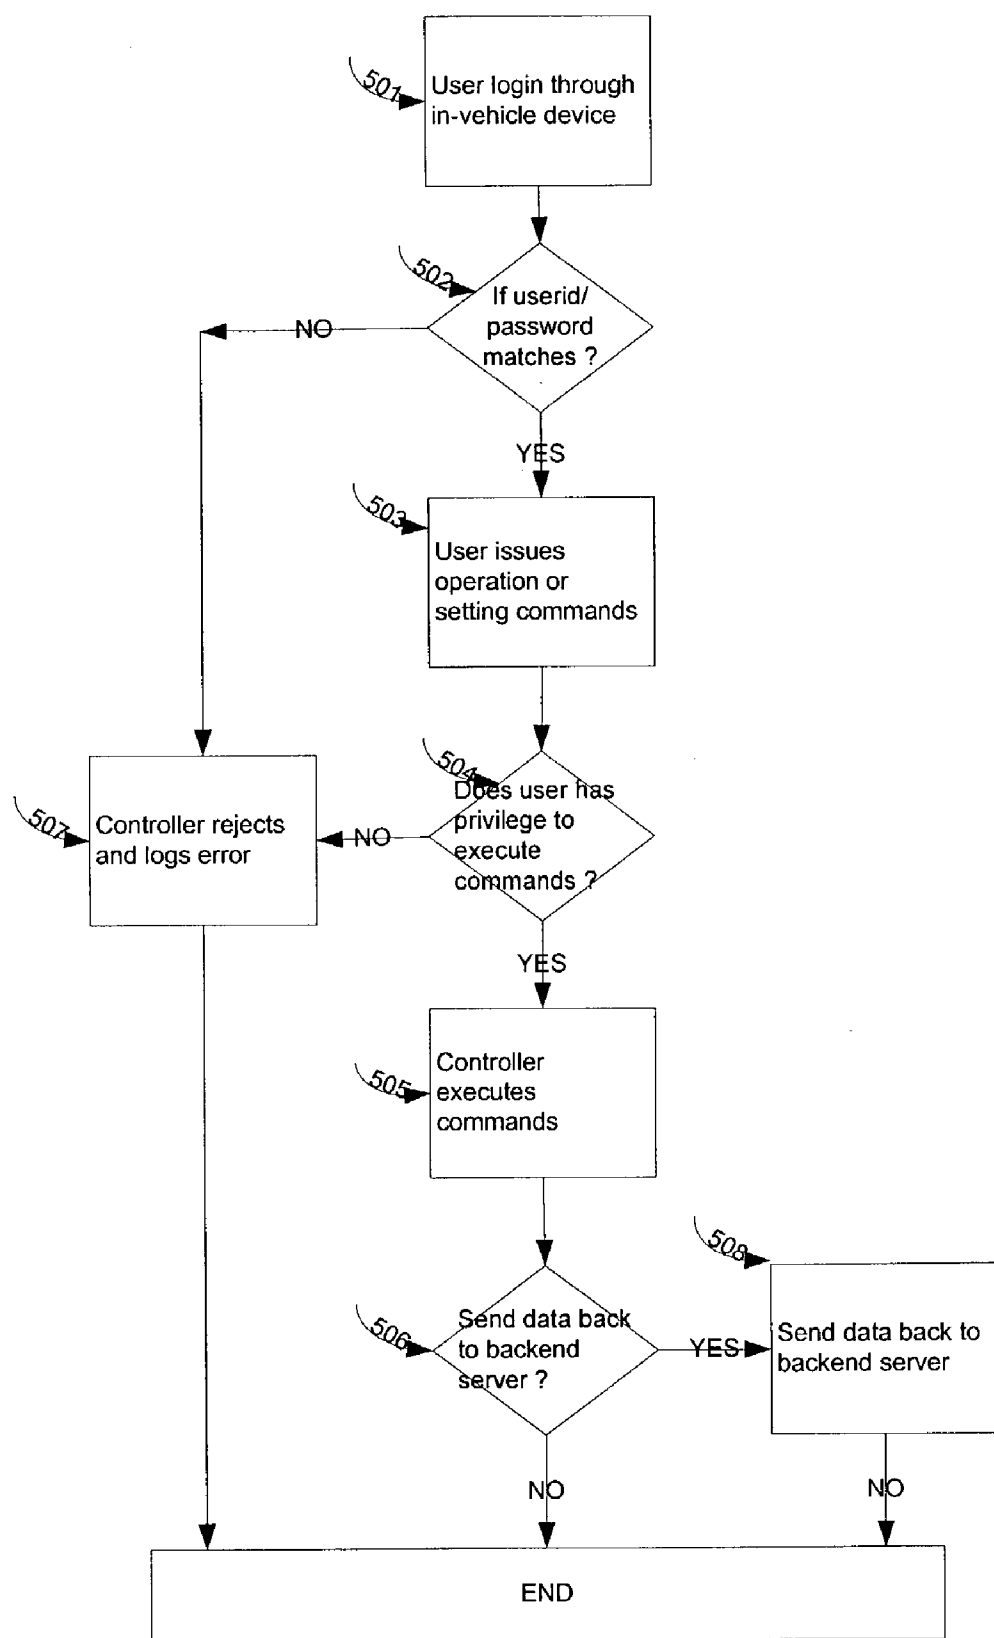 501
User login through
in-vehicle device
502
If userid/
password
matches ?
NO
YES
503
User issues
operation or
setting commands
504
Does user has
privilege to
execute
commands ?
NO
507
Controller rejects
and logs error
YES
505
Controller
executes
commands
506
Send data back
to backend
server ?
YES
508
Send data back to
backend server
NO
NO
END